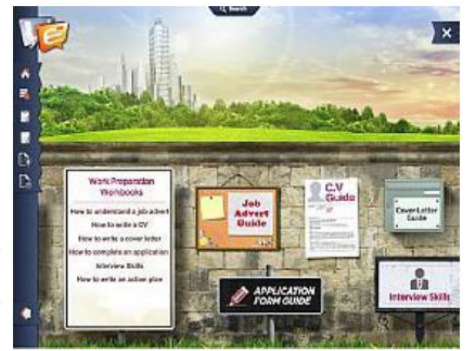 Search
Work Preparation
Workbooks
How to understand a job advert
How to write a CV
How to write a cover letter
How to complete an application
Interview Skills
How to write an action plan
Job
Advert
Guide
C.V
Guide
Cover Letter
Guide
APPLICATION
FORM GUIDE
Interview Skills